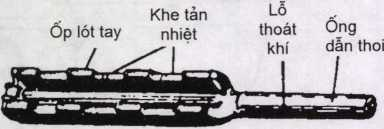 Ốp lót tay
Khe tản
nhiệt
Lỗ
thoát
khí
Ống
dẫn thoi